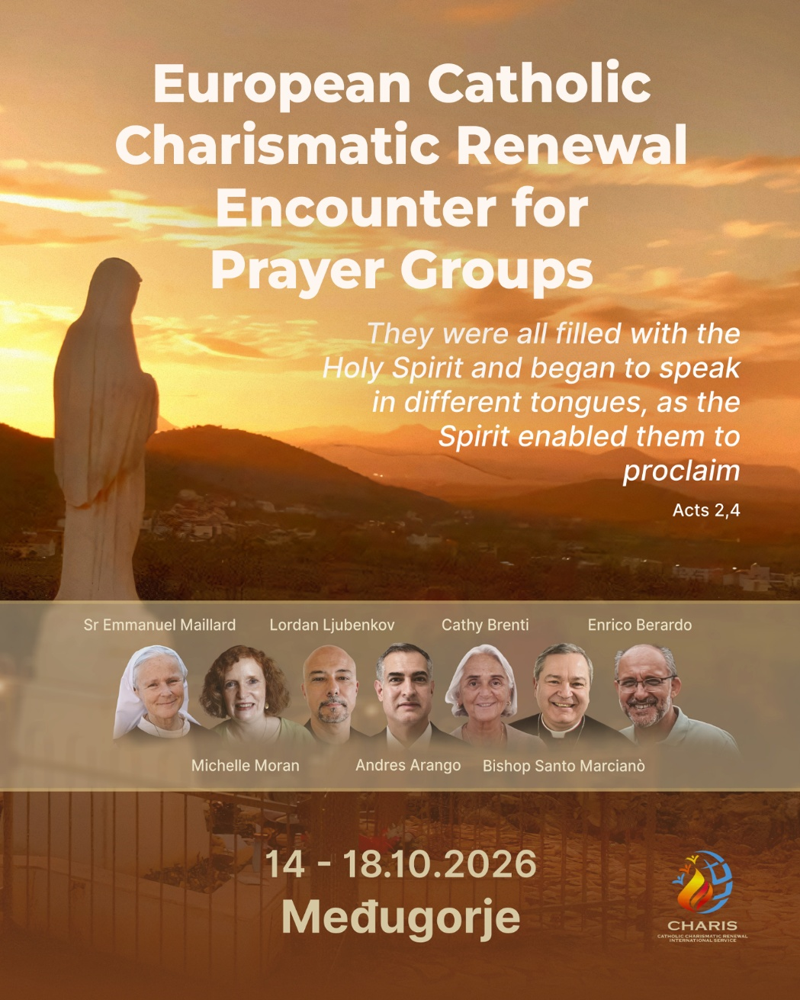 European Catholic
Charismatic Renewal
Encounter for
Prayer Groups
They were all filled with the
Holy Spirit and began to speak
in different tongues, as the
Spirit enabled them to
proclaim
Acts 2,4
Sr Emmanuel Maillard Lordan Ljubenkov Cathy Brenti Enrico Berardo
Michelle Moran Andres Arango Bishop Santo Marcianò
14 - 18.10.2026
Međugorje
CHARIS
CATHOLIC CHARISMATIC RENEWAL
INTERNATIONAL SERVICE